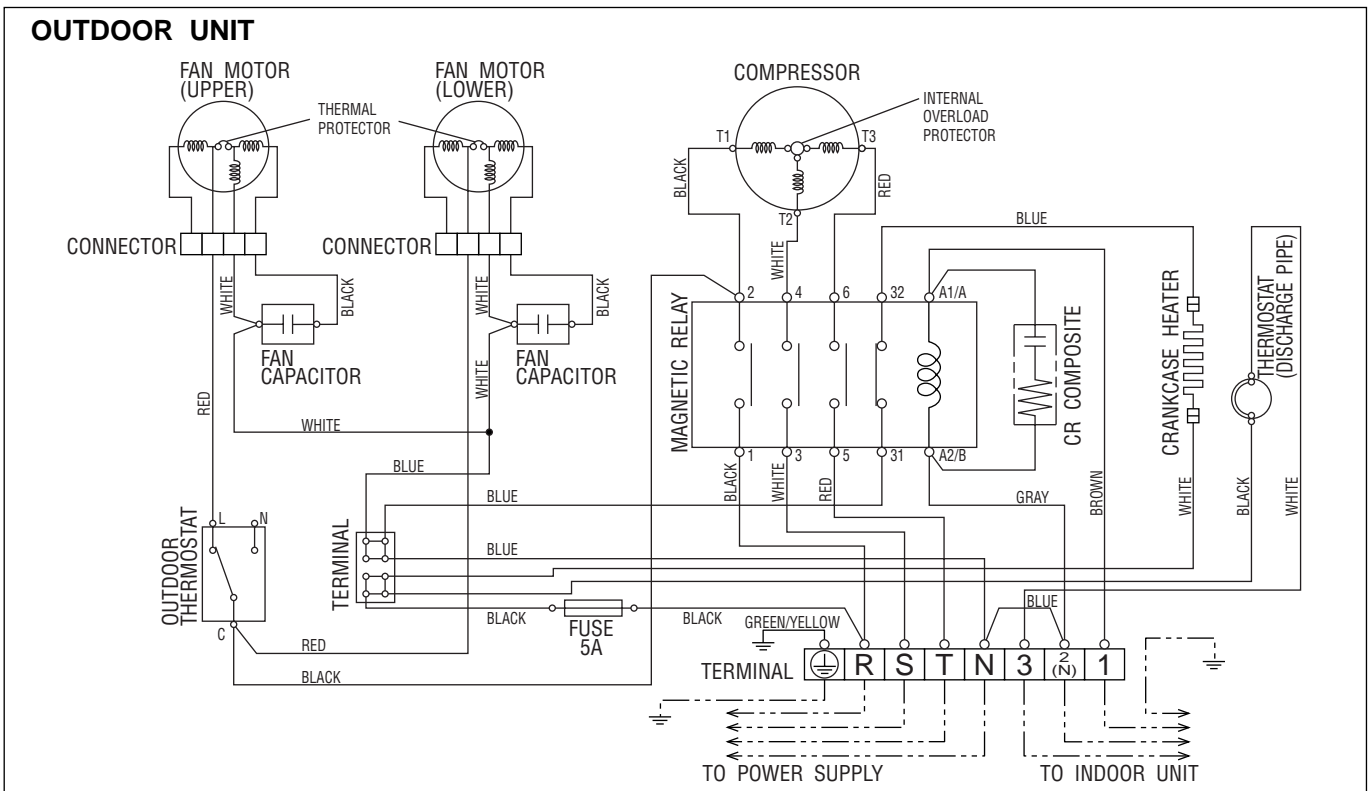 OUTDOOR UNIT
FAN MOTOR
(UPPER)
THERMAL
PROTECTOR
FAN MOTOR
(LOWER)
COMPRESSOR
INTERNAL
OVERLOAD
PROTECTOR
T1
T3
T2
BLACK
RED
WHITE
BLUE
CONNECTOR
CONNECTOR
WHITE
BLACK
WHITE
BLACK
FAN
CAPACITOR
FAN
CAPACITOR
RED
WHITE
WHITE
MAGNETIC RELAY
2
4
6
32
A1/A
1
3
5
31
A2/B
CR COMPOSITE
CRANKCASE HEATER
THERMOSTAT
(DISCHARGE PIPE)
BLUE
BLUE
BLUE
BLACK
WHITE
RED
GRAY
BROWN
WHITE
BLACK
WHITE
OUTDOOR
THERMOSTAT
L
N
C
TERMINAL
BLACK
FUSE
5A
BLACK
GREEN/YELLOW
BLUE
RED
BLACK
TERMINAL
R
S
T
N
3
2
(N)
1
TO POWER SUPPLY
TO INDOOR UNIT